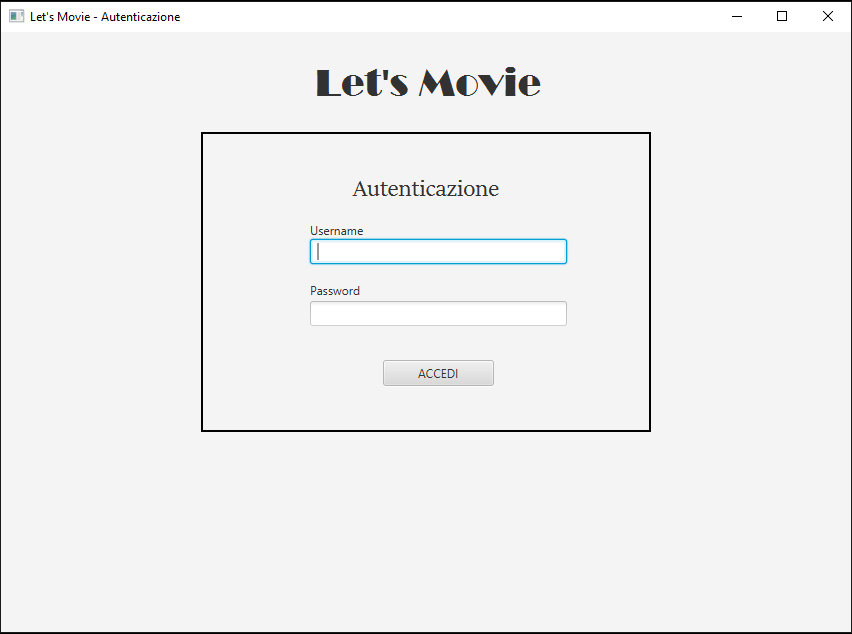 Let's Movie - Autenticazione
Let's Movie
Autenticazione
Username
Password
ACCEDI